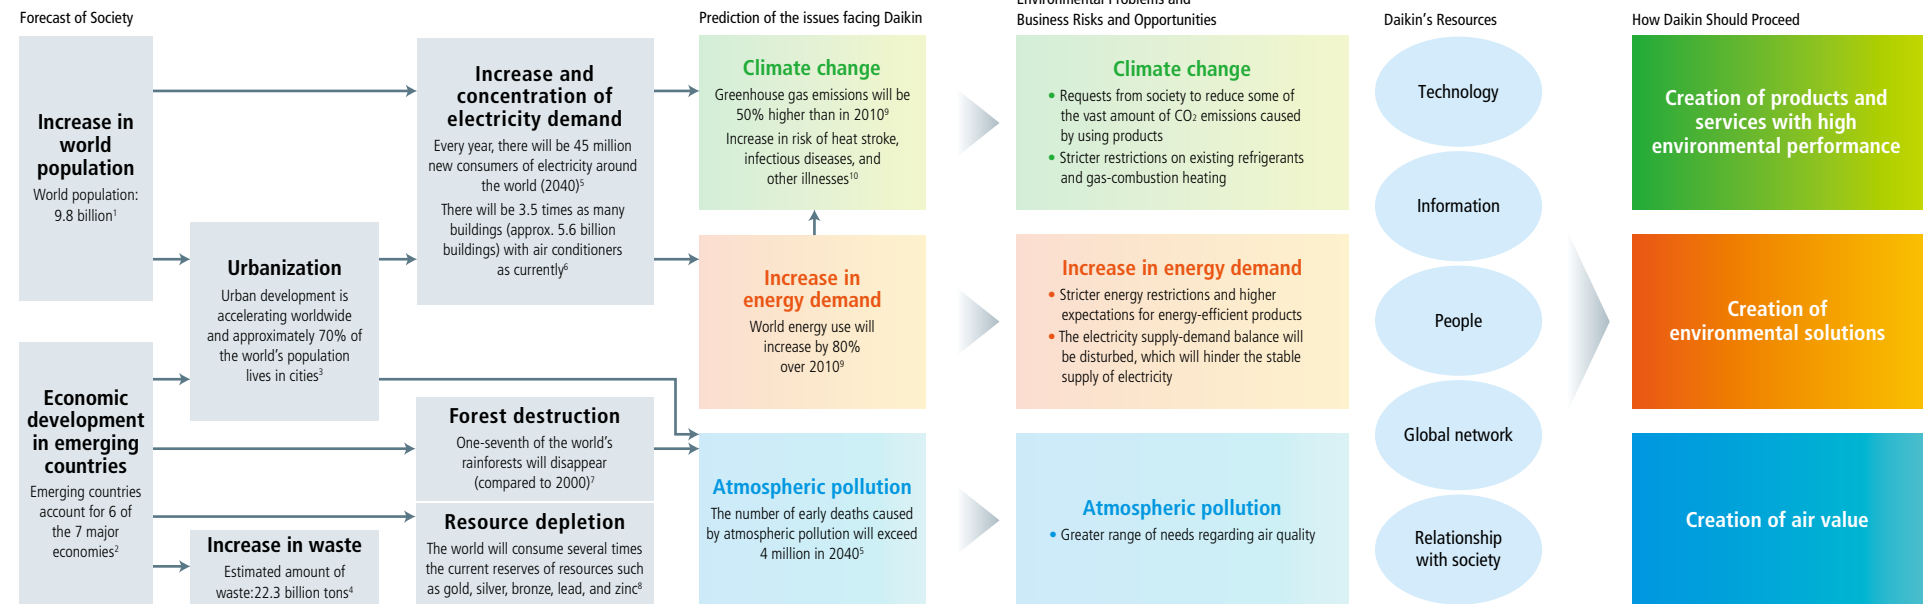 Forecast of Society
Increase in
world
population
World population:
9.8 billion1
Economic
development
in emerging
countries
Emerging countries
account for 6 of
the 7 major
economies2
Urbanization
Urban development is
accelerating worldwide
and approximately 70% of
the world's population
lives in cities3
Increase in waste
Estimated amount of
waste:22.3 billion tons4
Increase and
concentration of
electricity demand
Every year, there will be 45 million
new consumers of electricity around
the world (2040)5
There will be 3.5 times as many
buildings (approx. 5.6 billion
buildings) with air conditioners
as currently6
Forest destruction
One-seventh of the world's
rainforests will disappear
(compared to 2000)7
Resource depletion
The world will consume several times
the current reserves of resources such
as gold, silver, bronze, lead, and zinc8
Prediction of the issues facing Daikin
Climate change
Greenhouse gas emissions will be
50% higher than in 20109
Increase in risk of heat stroke,
infectious diseases, and
other illnesses10
Increase in
energy demand
World energy use will
increase by 80%
over 20109
Atmospheric pollution
The number of early deaths caused
by atmospheric pollution will exceed
4 million in 20405
Environmental Problems and
Business Risks and Opportunities
Climate change
• Requests from society to reduce some of
the vast amount of CO2 emissions caused
by using products
• Stricter restrictions on existing refrigerants
and gas-combustion heating
Increase in energy demand
• Stricter energy restrictions and higher
expectations for energy-efficient products
• The electricity supply-demand balance will
be disturbed, which will hinder the stable
supply of electricity
Atmospheric pollution
• Greater range of needs regarding air quality
Daikin's Resources
Technology
Information
People
Global network
Relationship
with society
How Daikin Should Proceed
Creation of products and
services with high
environmental performance
Creation of
environmental solutions
Creation of air value